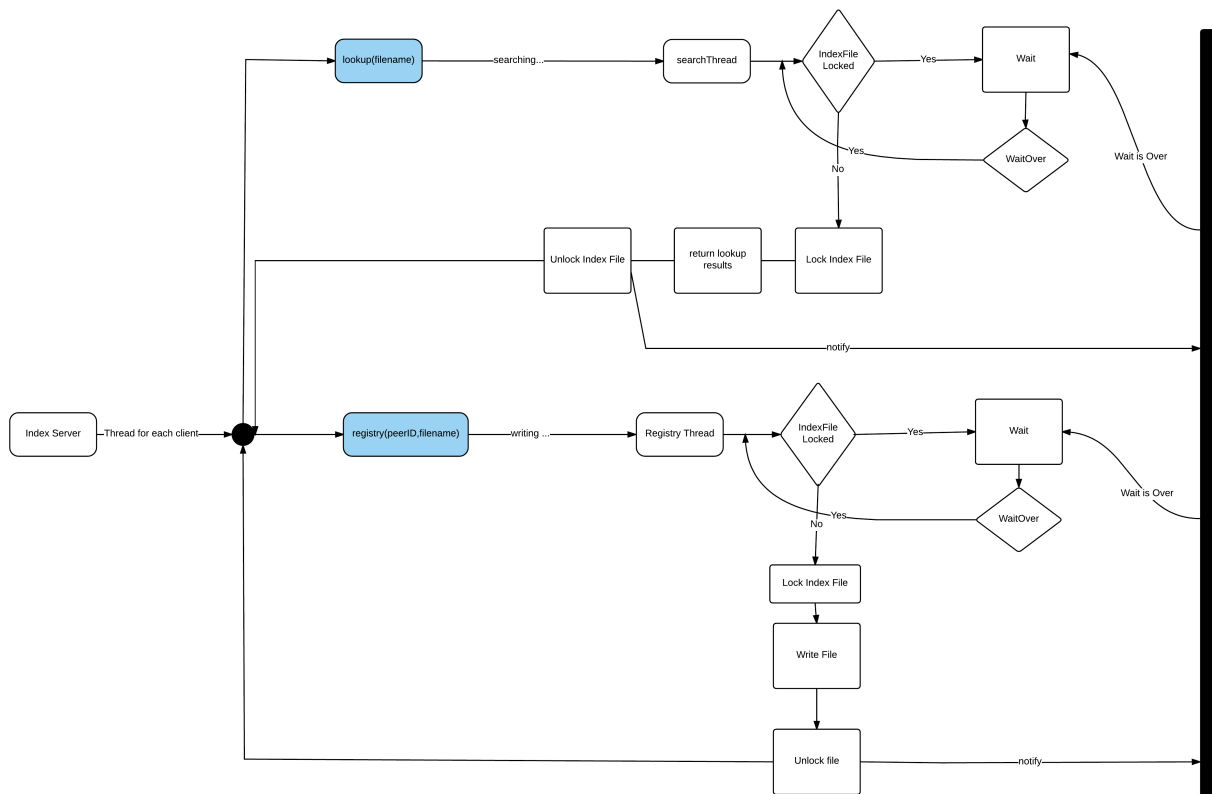 lookup(filename)
searching...
searchThread
IndexFile
Locked
Yes
Wait
WaitOver
Yes
No
Wait is Over
Unlock Index File
return lookup
results
Lock Index File
notify
Index Server
Thread for each client
registry(peerID,filename)
writing ...
Registry Thread
IndexFile
Locked
Yes
Wait
WaitOver
Yes
No
Wait is Over
Lock Index File
Write File
Unlock file
notify